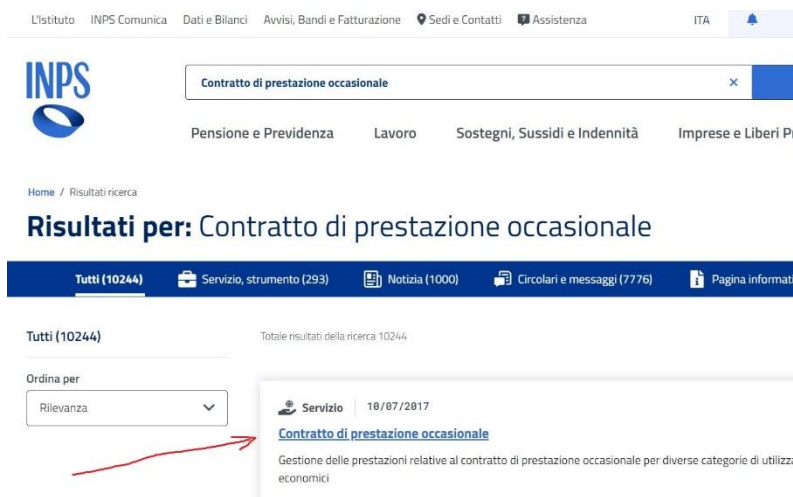 L'Istituto INPS Comunica Dati e Bilanci Avvisi, Bandi e Fatturazione Sedi e Contatti Assistenza ITA
INPS
Contratto di prestazione occasionale
Pensione e Previdenza Lavoro Sostegni, Sussidi e Indennità Imprese e Liberi
Home / Risultati ricerca
Risultati per: Contratto di prestazione occasionale
Tutti (10244) Servizio, strumento (293) Notizia (1000) Circolari e messaggi (7776) Pagina informati
Tutti (10244) Totale risultati della ricerca 10244
Ordina per
Rilevanza
Servizio 10/07/2017
Contratto di prestazione occasionale
Gestione delle prestazioni relative al contratto di prestazione occasionale per diverse categorie di utilizza
economici